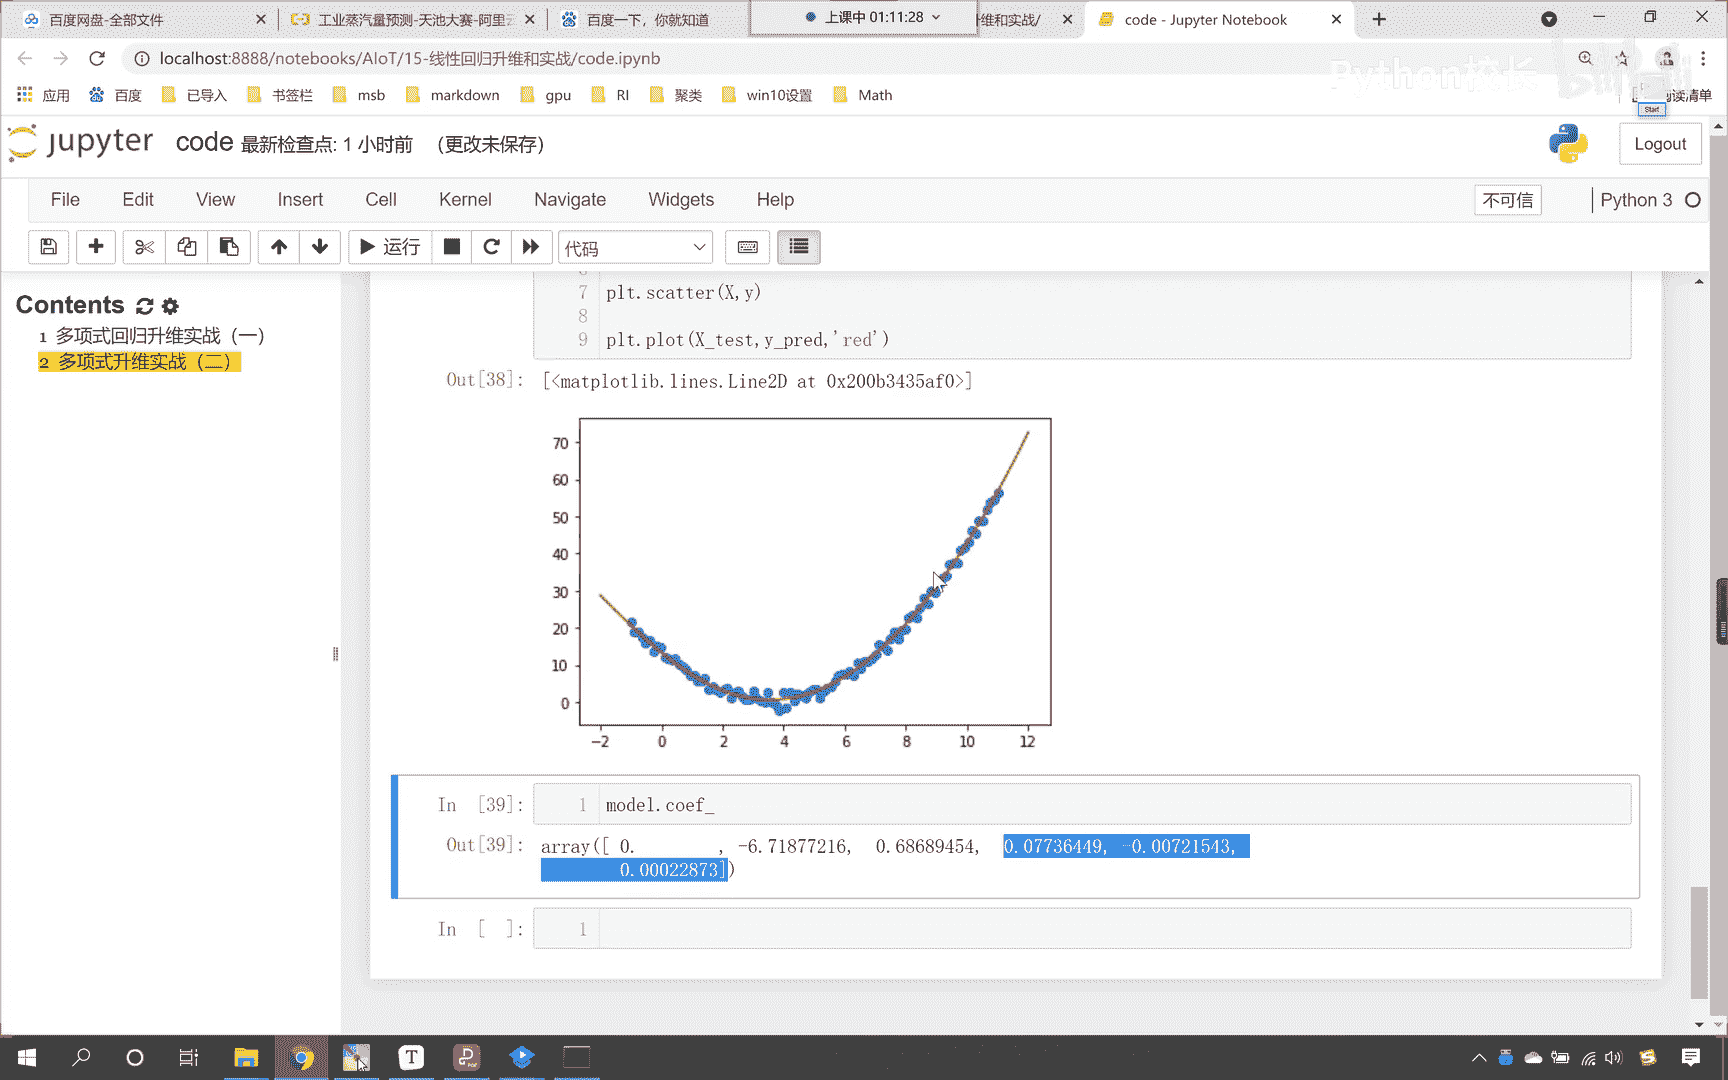 百度网盘-全部文件
工业蒸汽量预测-天池大赛-阿里云
百度一下，你就知道
上课中 01:11:28
维和实战/
code - Jupyter Notebook
localhost:8888/notebooks/AIoT/15-线性回归升维和实战/code.ipynb
Python校长
应用 百度 已导入 书签栏 msb markdown gpu RI 聚类 win10设置 Math 阅读清单
Start
jupyter code 最新检查点: 1 小时前 (更改未保存)
Logout
File Edit View Insert Cell Kernel Navigate Widgets Help
不可信 Python 3
运行 代码
Contents
1 多项式回归升维实战（一）
2 多项式升维实战（二）
6
7 plt.scatter(X,y)
8
9 plt.plot(X_test,y_pred,'red')
Out[38]: [<matplotlib.lines.Line2D at 0x200b3435af0>]
70
60
50
40
30
20
10
0
−2 0 2 4 6 8 10 12
In [39]: 1 model.coef_
Out[39]: array([ 0. , -6.71877216, 0.68689454, 0.07736449, -0.00721543,
0.00022873])
In [ ]: 1